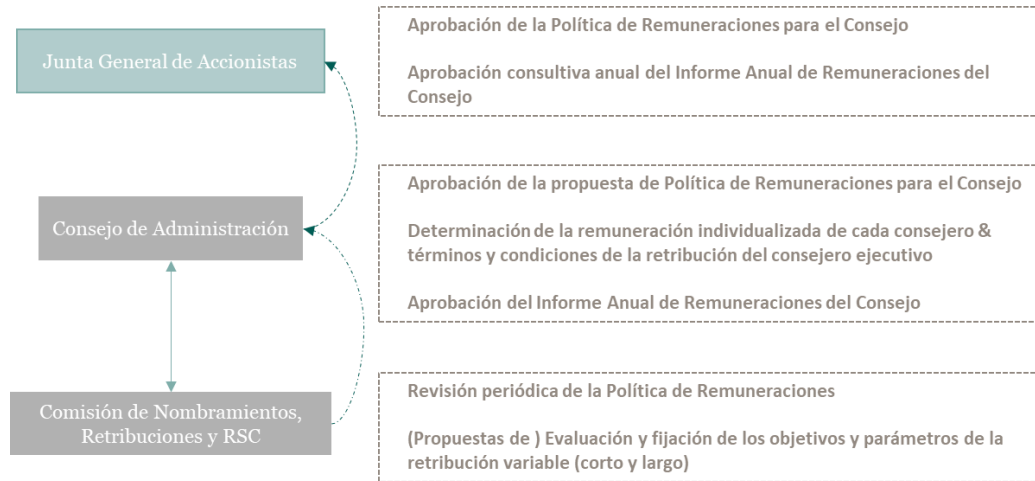 Junta General de Accionistas
Aprobación de la Política de Remuneraciones para el Consejo
Aprobación consultiva anual del Informe Anual de Remuneraciones del
Consejo
Consejo de Administración
Aprobación de la propuesta de Política de Remuneraciones para el Consejo
Determinación de la remuneración individualizada de cada consejero &
términos y condiciones de la retribución del consejero ejecutivo
Aprobación del Informe Anual de Remuneraciones del Consejo
Comisión de Nombramientos,
Retribuciones y RSC
Revisión periódica de la Política de Remuneraciones
(Propuestas de ) Evaluación y fijación de los objetivos y parámetros de la
retribución variable (corto y largo)